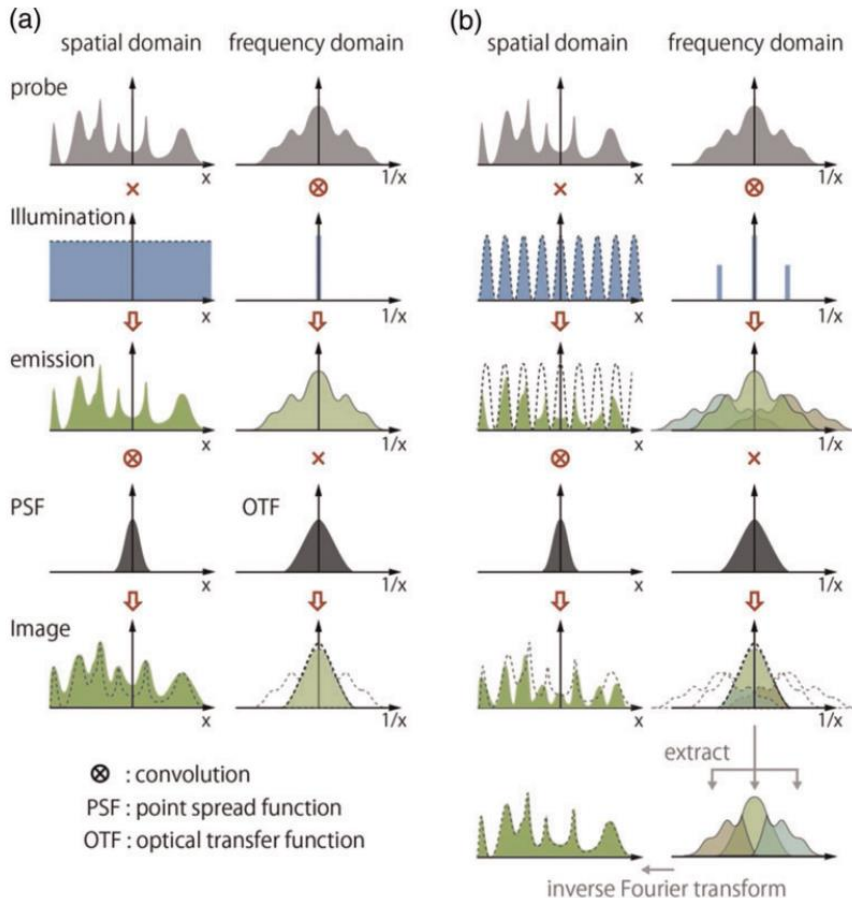 (a)
spatial domain frequency domain
probe
x 1/x
× ⊗
Illumination
x 1/x
emission
x 1/x
⊗ ×
PSF OTF
x 1/x
Image
x 1/x
⊗ : convolution
PSF : point spread function
OTF : optical transfer function
(b)
spatial domain frequency domain
x 1/x
× ⊗
x 1/x
x 1/x
⊗ ×
x 1/x
x 1/x
extract
inverse Fourier transform